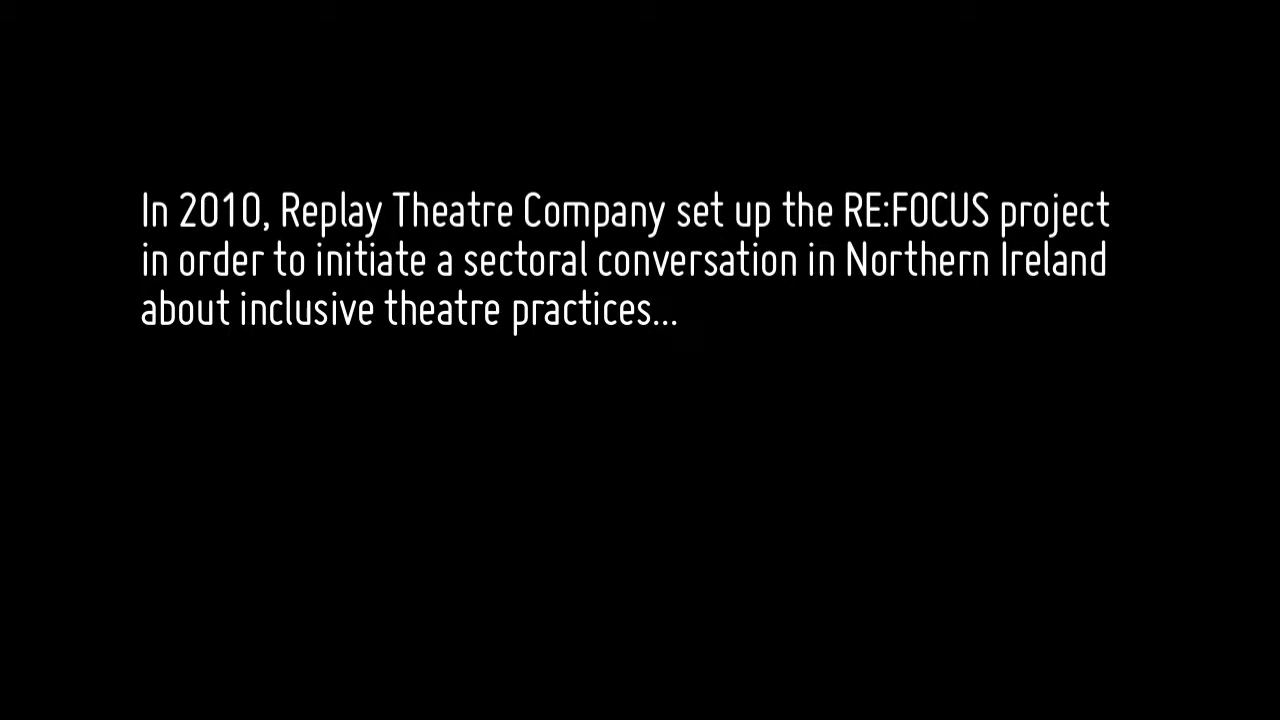 In 2010, Replay Theatre Company set up the RE:FOCUS project
in order to initiate a sectoral conversation in Northern Ireland
about inclusive theatre practices...